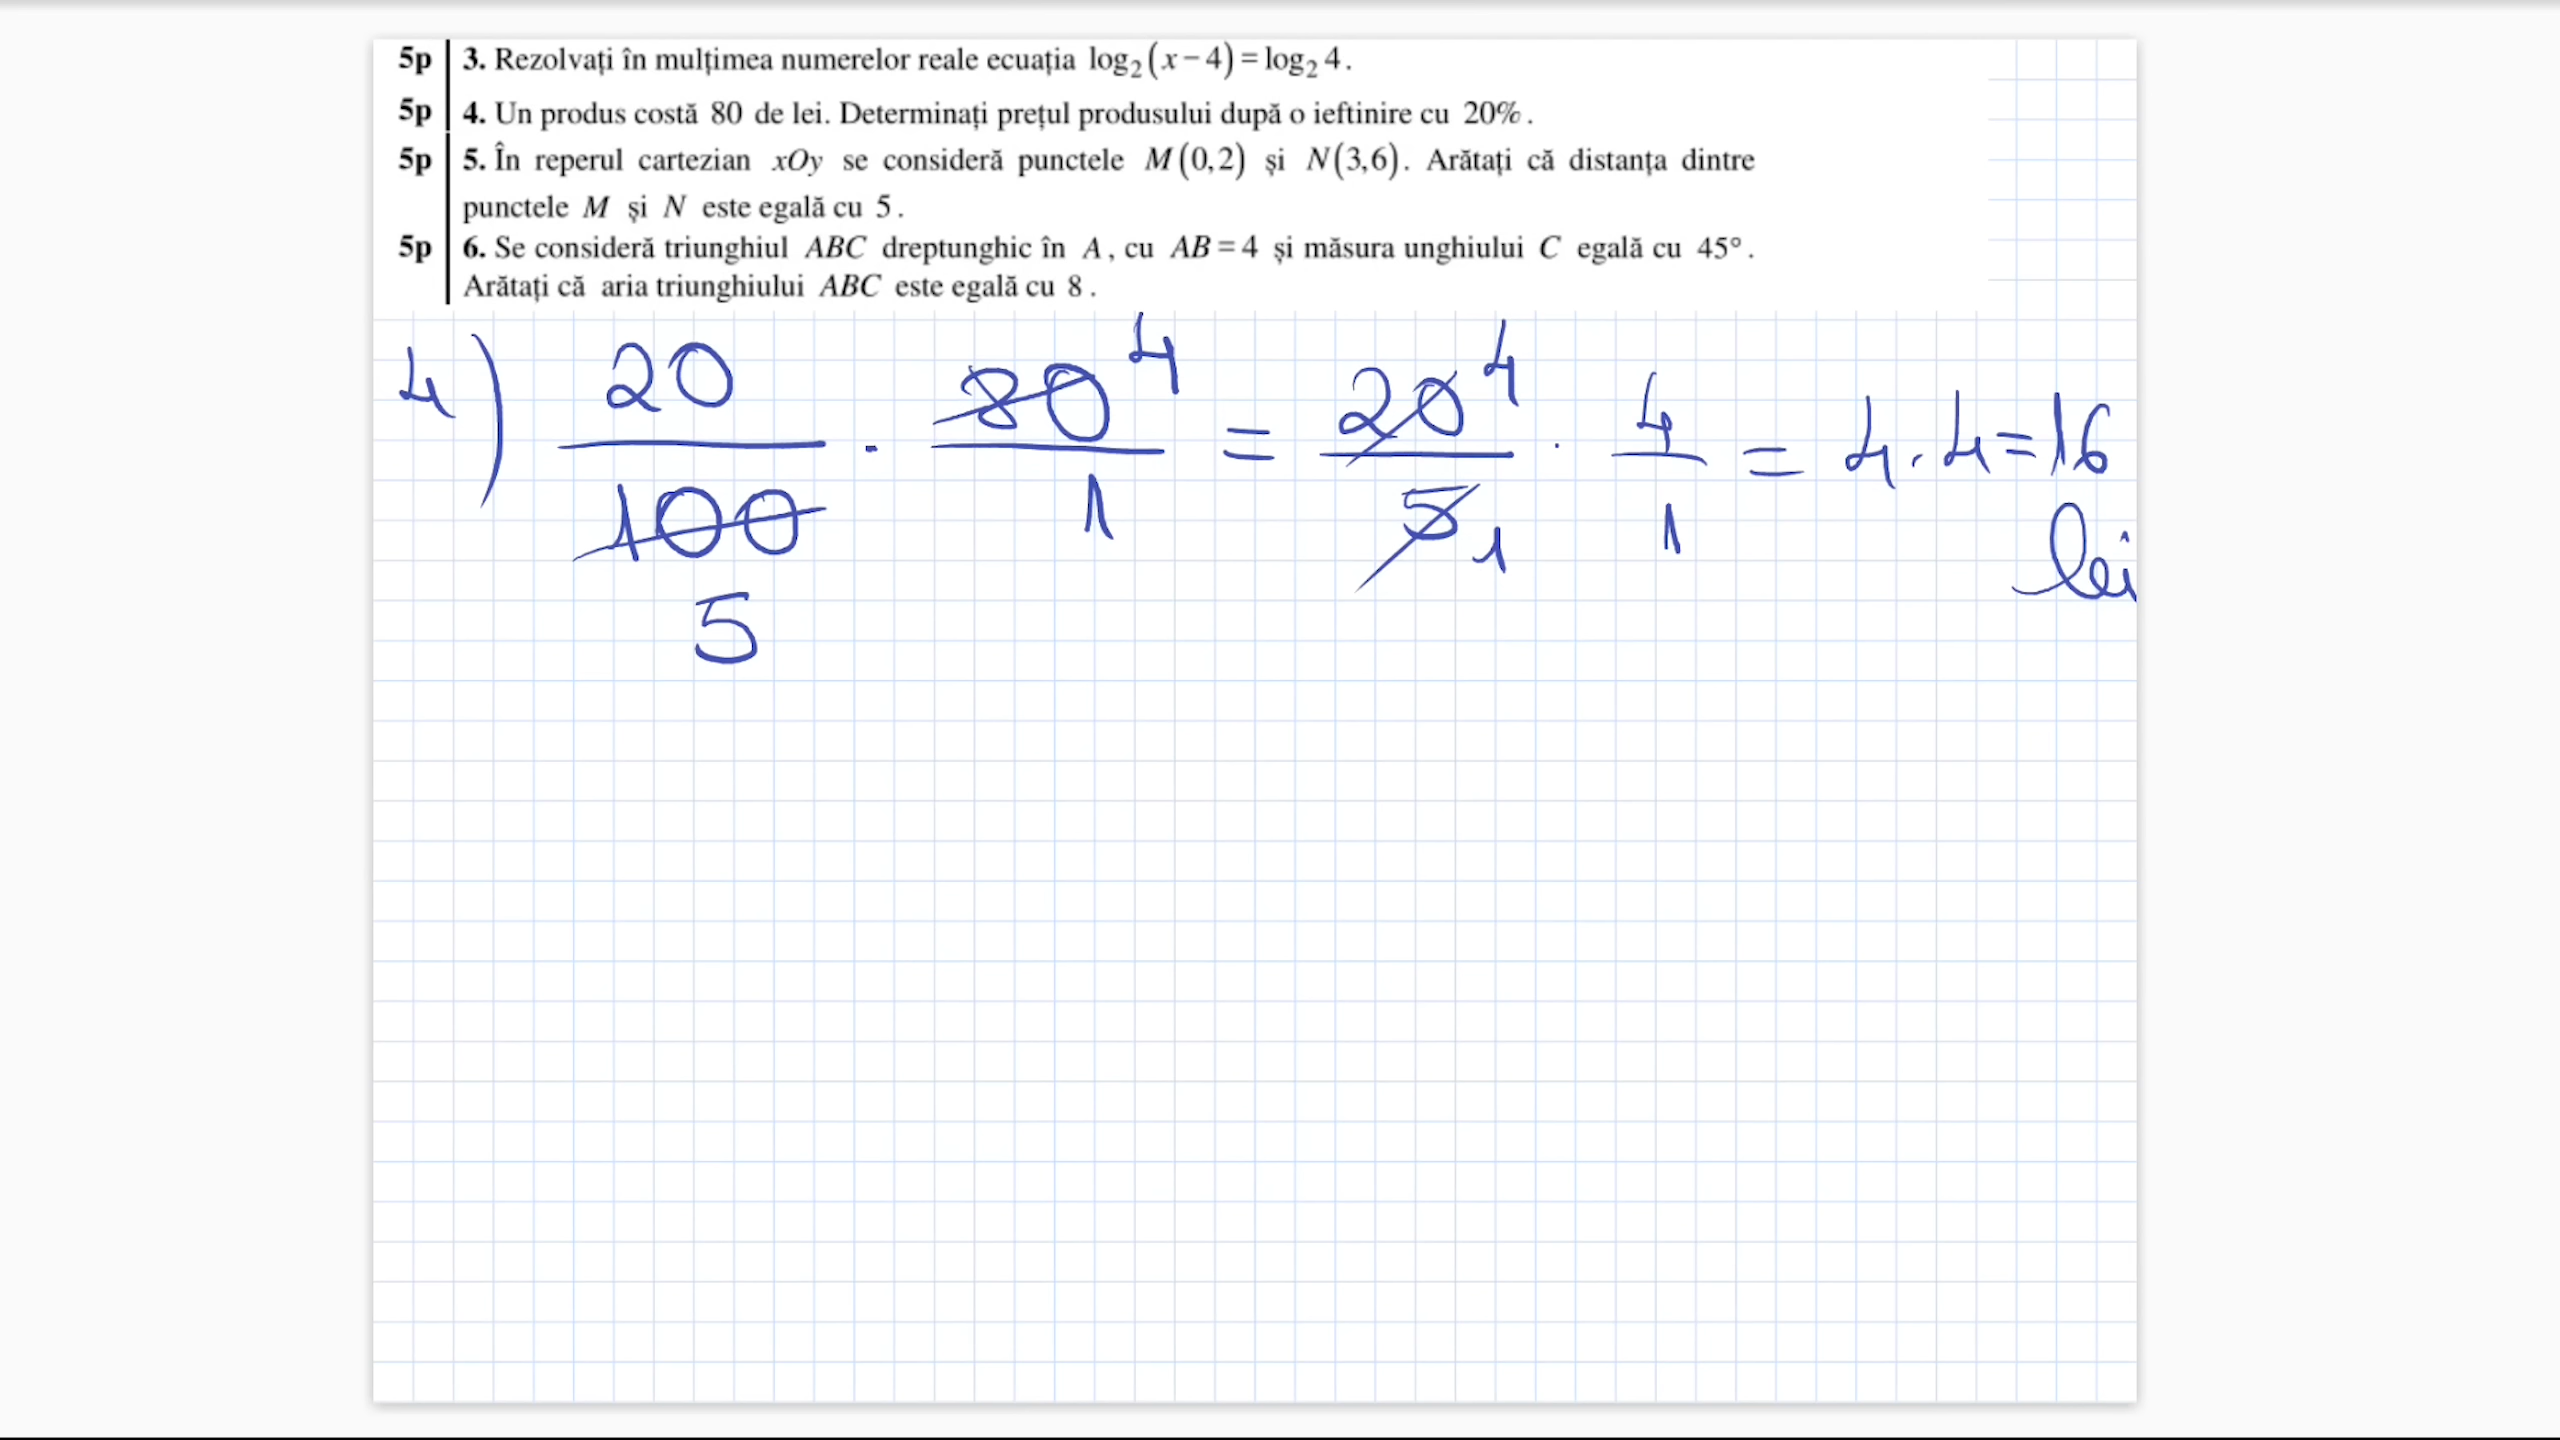 5p 3. Rezolvați în mulțimea numerelor reale ecuația log₂(x−4)=log₂4.
5p 4. Un produs costă 80 de lei. Determinați prețul produsului după o ieftinire cu 20%.
5p 5. În reperul cartezian xOy se consideră punctele M(0,2) și N(3,6). Arătați că distanța dintre
punctele M și N este egală cu 5.
5p 6. Se consideră triunghiul ABC dreptunghic în A, cu AB=4 și măsura unghiului C egală cu 45°.
Arătați că aria triunghiului ABC este egală cu 8.
4) 20/100 · 80/1 = 20/5 · 4/1 = 4·4=16
4 4
5 1
lei